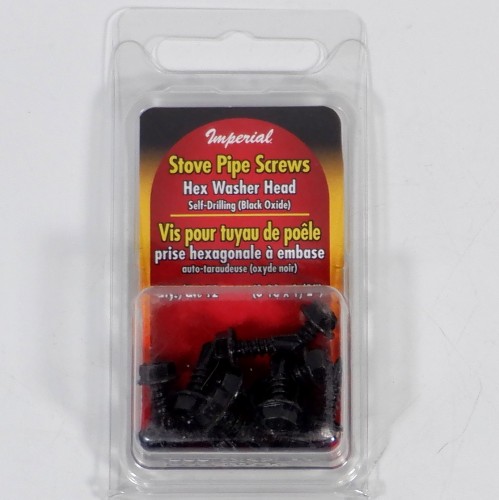 Imperial
Stove Pipe Screws
Hex Washer Head
Self-Drilling (Black Oxide)
Vis pour tuyau de poêle
prise hexagonale à embase
auto-taraudeuse (oxyde noir)
12